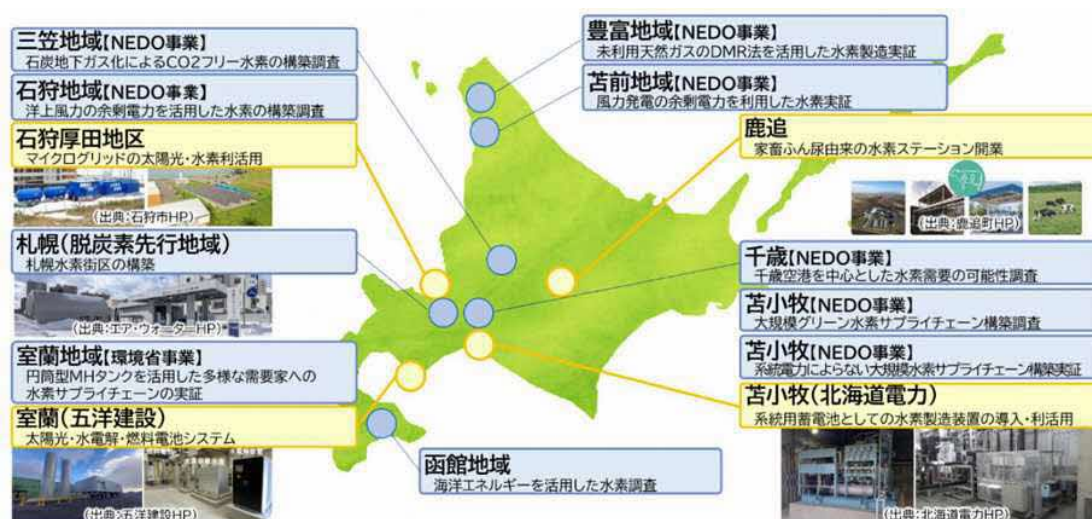 三笠地域【NEDO事業】
石炭地下ガス化によるCO2フリー水素の構築調査
石狩地域【NEDO事業】
洋上風力の余剰電力を活用した水素の構築調査
石狩厚田地区
マイクログリッドの太陽光・水素利活用
(出典:石狩市HP)
札幌(脱炭素先行地域)
札幌水素街区の構築
(出典:エア・ウォーターHP)
室蘭地域【環境省事業】
円筒型MHタンクを活用した多様な需要家への
水素サプライチェーンの実証
室蘭(五洋建設)
太陽光・水電解・燃料電池システム
(出典:五洋建設HP)
函館地域
海洋エネルギーを活用した水素調査
豊富地域【NEDO事業】
未利用天然ガスのDMR法を活用した水素製造実証
苫前地域【NEDO事業】
風力発電の余剰電力を利用した水素実証
鹿追
家畜ふん尿由来の水素ステーション開業
(出典:鹿追町HP)
千歳【NEDO事業】
千歳空港を中心とした水素需要の可能性調査
苫小牧【NEDO事業】
大規模グリーン水素サプライチェーン構築調査
苫小牧【NEDO事業】
系統電力によらない大規模水素サプライチェーン構築実証
苫小牧(北海道電力)
系統用蓄電池としての水素製造装置の導入・利活用
(出典:北海道電力HP)